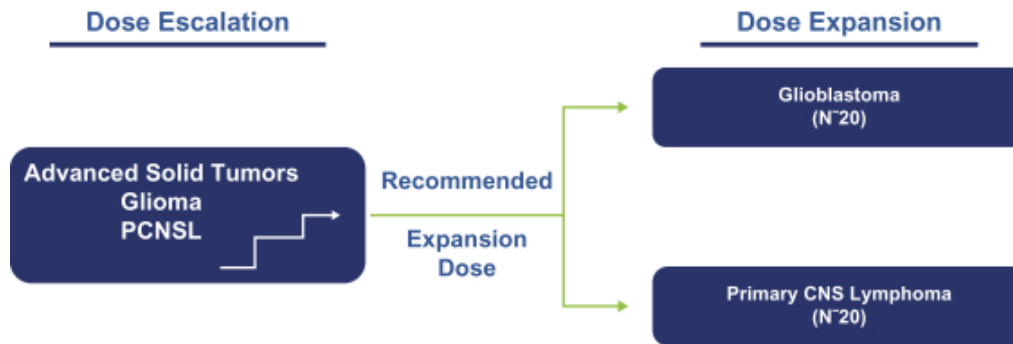 Dose Escalation
Dose Expansion
Advanced Solid Tumors
Glioma
PCNSL
Recommended
Expansion
Dose
Glioblastoma
(N~20)
Primary CNS Lymphoma
(N~20)